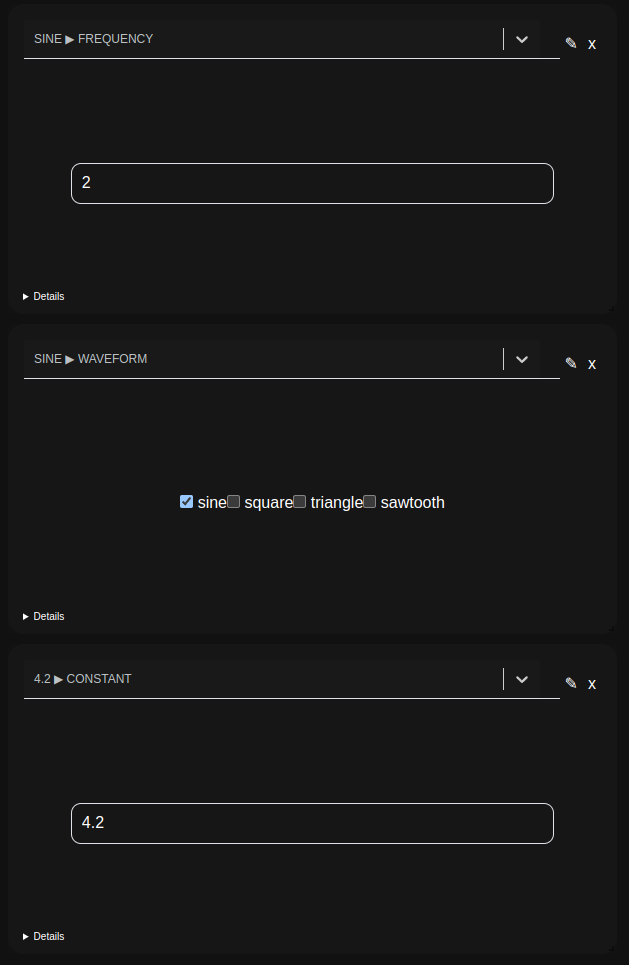 SINE ▶ FREQUENCY
✎ x
2
▶ Details
SINE ▶ WAVEFORM
✎ x
sine square triangle sawtooth
▶ Details
4.2 ▶ CONSTANT
✎ x
4.2
▶ Details